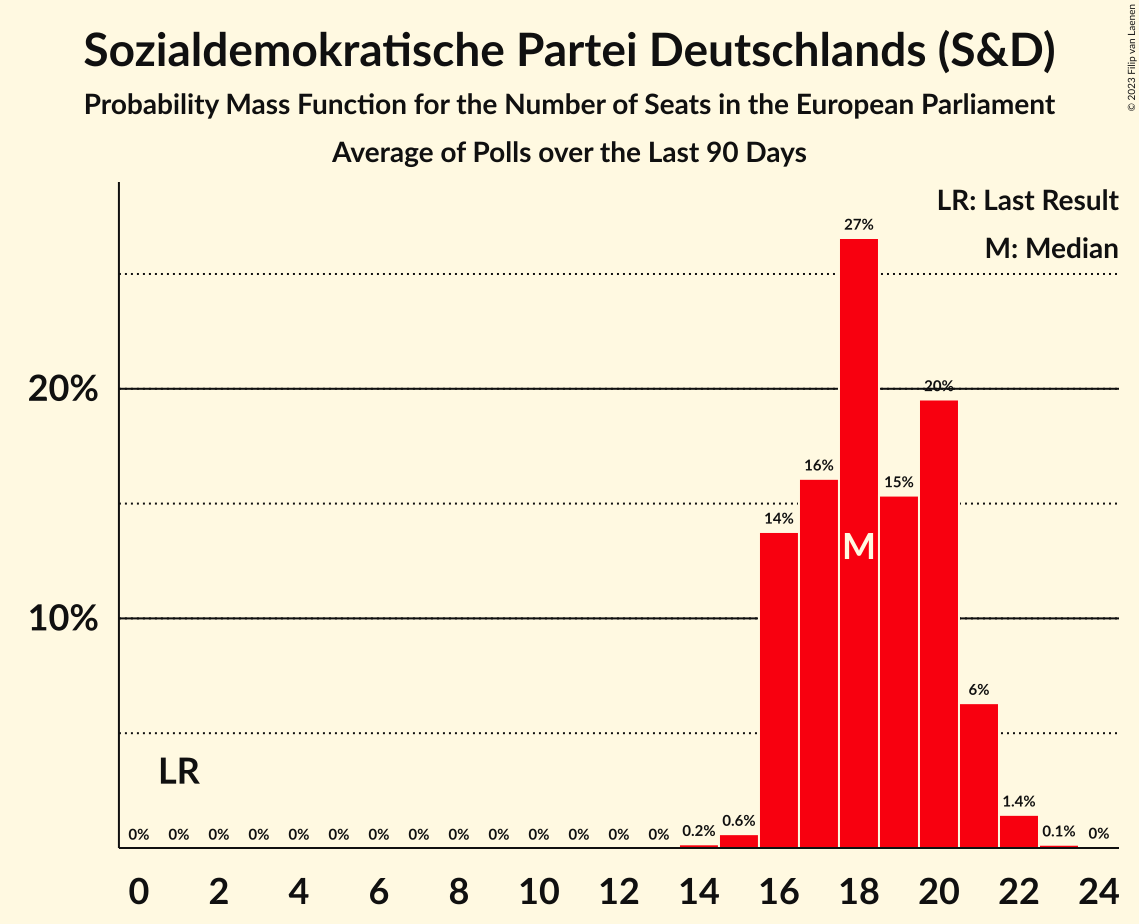 Sozialdemokratische Partei Deutschlands (S&D)
Probability Mass Function for the Number of Seats in the European Parliament
Average of Polls over the Last 90 Days
© 2023 Filip van Laenen
LR: Last Result
M: Median
27%
20%
20%
16%
15%
14%
M
10%
6%
LR
1.4%
0% 0% 0% 0% 0% 0% 0% 0% 0% 0% 0% 0% 0% 0% 0.2% 0.6% 0.1% 0%
0 2 4 6 8 10 12 14 16 18 20 22 24